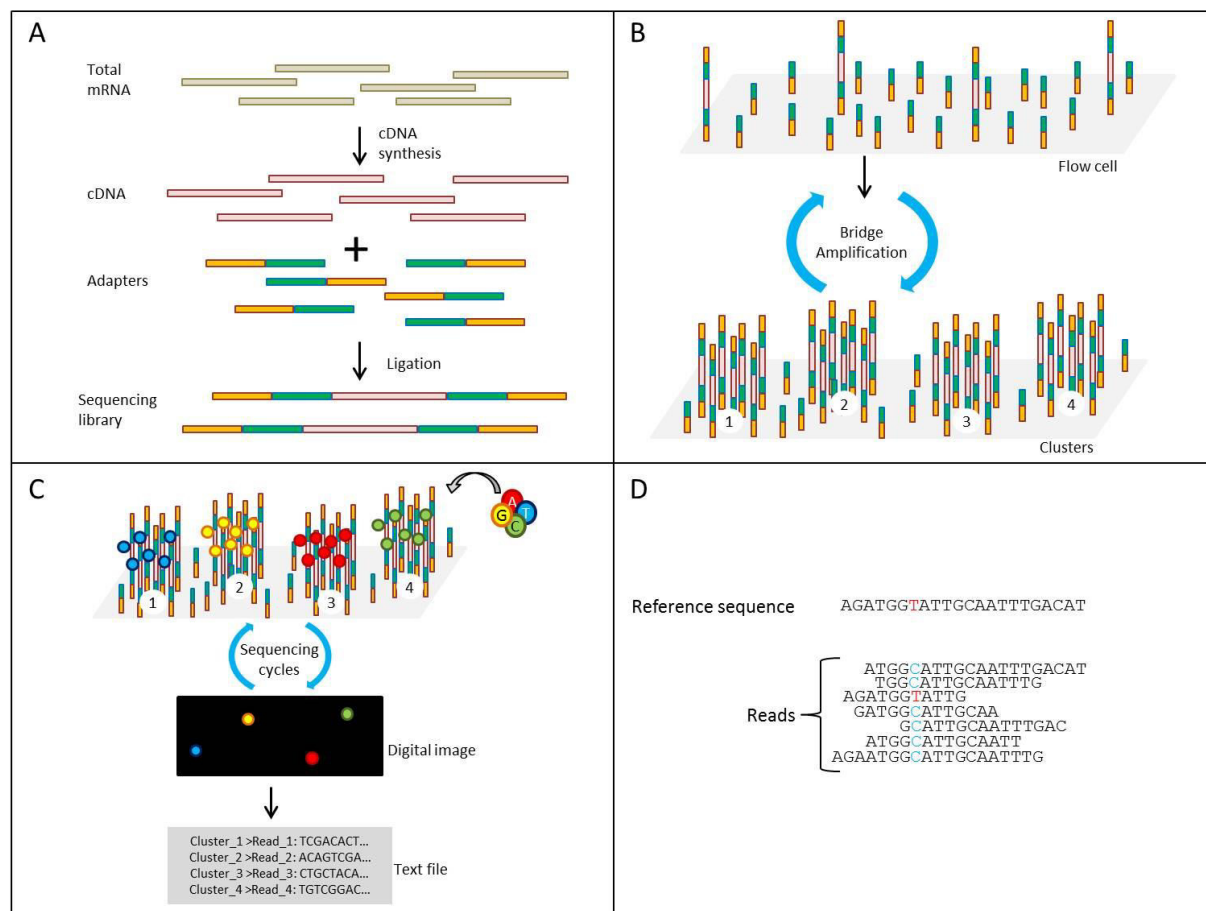 A
Total
mRNA
cDNA
synthesis
cDNA
+
Adapters
Ligation
Sequencing
library
B
Flow cell
Bridge
Amplification
1
2
3
4
Clusters
C
A
G
T
C
1
2
3
4
Sequencing
cycles
Digital image
Cluster_1 >Read_1: TCGACACT...
Cluster_2 >Read_2: ACAGTCGA...
Cluster_3 >Read_3: CTGCTACA...
Cluster_4 >Read_4: TGTCGGAC...
Text file
D
Reference sequence
AGATGGTATTGCAATTTGACAT
Reads
ATGGCATTGCAATTTGACAT
TGGCATTGCAATTTG
AGATGGTATTG
GATGGCATTGCAA
GCATTGCAATTTGAC
ATGGCATTGCAATT
AGAATGGCATTGCAATTTG